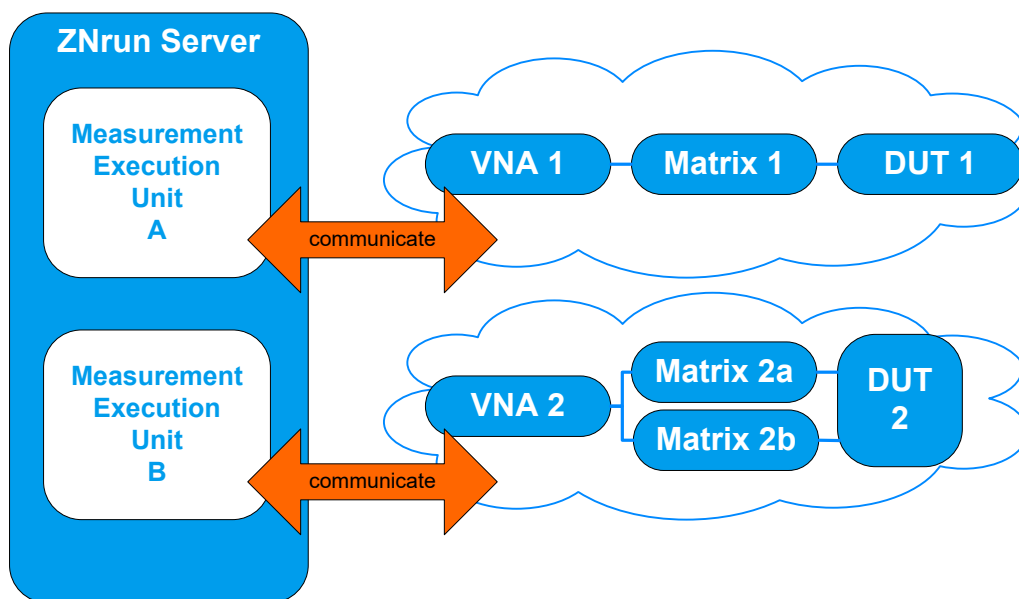 ZNrun Server
Measurement
Execution
Unit
A
communicate
VNA 1
Matrix 1
DUT 1
Measurement
Execution
Unit
B
communicate
VNA 2
Matrix 2a
Matrix 2b
DUT
2